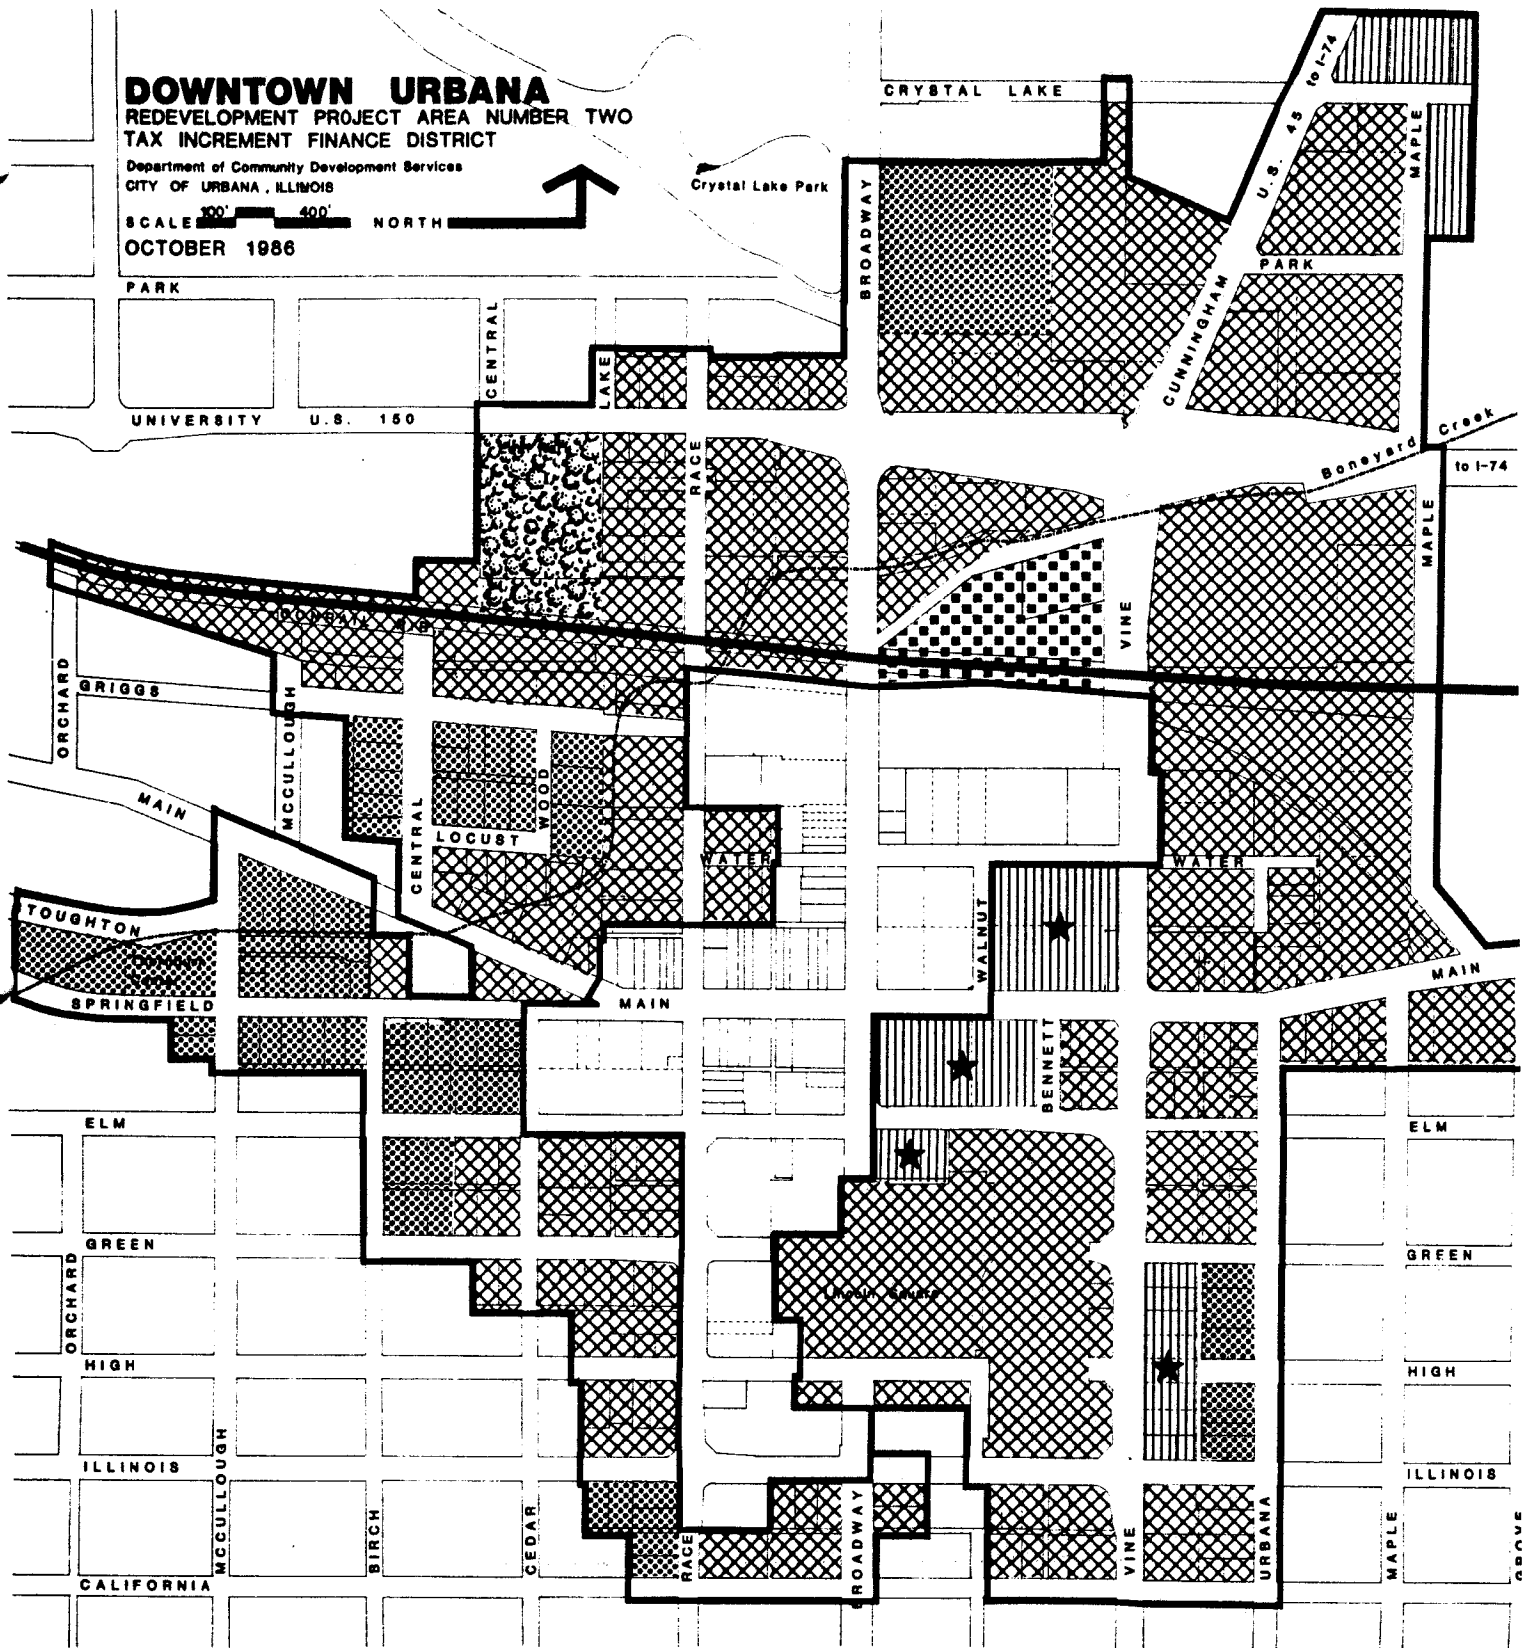 DOWNTOWN URBANA
REDEVELOPMENT PROJECT AREA NUMBER TWO
TAX INCREMENT FINANCE DISTRICT
Department of Community Development Services
CITY OF URBANA, ILLINOIS
100' 400'
SCALE NORTH
OCTOBER 1986
Crystal Lake Park
CRYSTAL LAKE
U.S. 45 to I-74
MAPLE
BROADWAY
PARK
PARK
CUNNINGHAM
CENTRAL
LAKE
UNIVERSITY U.S. 150
RACE
Boneyard Creek
to I-74
MAPLE
VINE
ORCHARD
GRIGGS
MCCULLOUGH
MAIN
CENTRAL
LOCUST
WOOD
WATER
WATER
WALNUT
STOUGHTON
SPRINGFIELD
MAIN
MAIN
BENNETT
ELM
ELM
GREEN
GREEN
ORCHARD
Lincoln Square
HIGH
HIGH
ILLINOIS
ILLINOIS
MCCULLOUGH
BIRCH
CEDAR
RACE
BROADWAY
VINE
URBANA
MAPLE
GROVE
CALIFORNIA